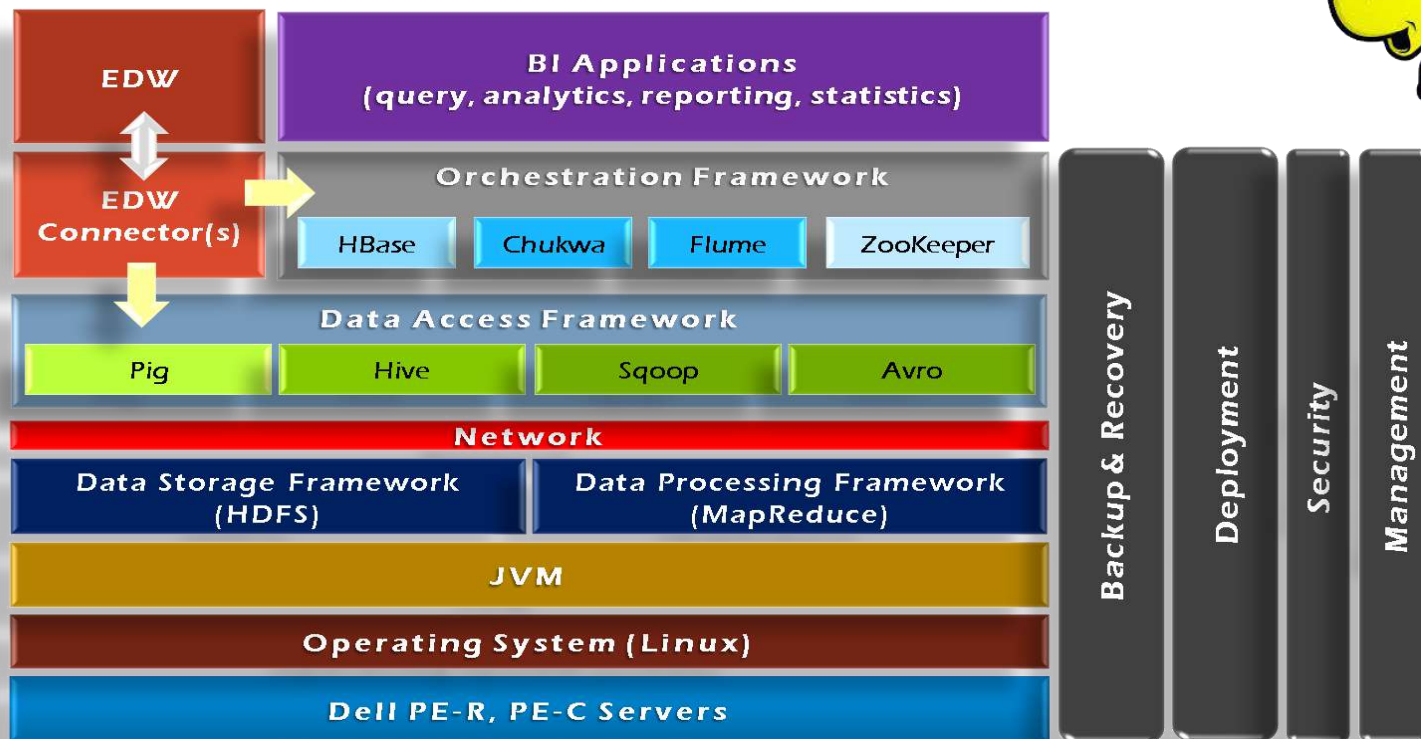 EDW
BI Applications
(query, analytics, reporting, statistics)
EDW
Connector(s)
Orchestration Framework
HBase
Chukwa
Flume
ZooKeeper
Data Access Framework
Pig
Hive
Sqoop
Avro
Network
Data Storage Framework
(HDFS)
Data Processing Framework
(MapReduce)
JVM
Operating System (Linux)
Dell PE-R, PE-C Servers
Backup & Recovery
Deployment
Security
Management